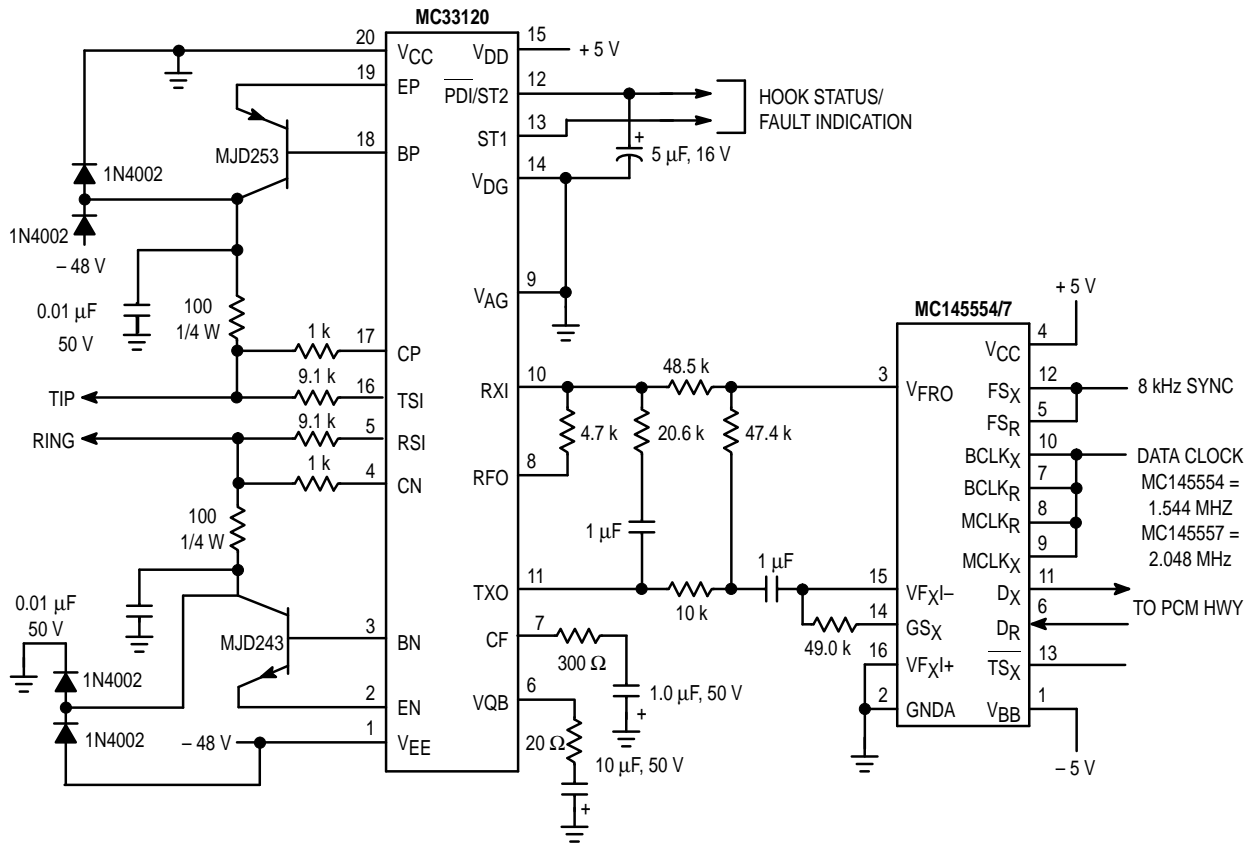 MC33120
20
VCC
19
EP
18
BP
17
CP
16
TSI
5
RSI
4
CN
3
BN
2
EN
1
VEE
VDD
15
+ 5 V
PDI/ST2
12
ST1
13
VDG
14
VAG
9
RXI
10
RFO
8
TXO
11
CF
7
VQB
6
HOOK STATUS/
FAULT INDICATION
5 µF, 16 V
+
MJD253
1N4002
1N4002
– 48 V
0.01 µF
50 V
100
1/4 W
1 k
9.1 k
TIP
RING
9.1 k
1 k
100
1/4 W
0.01 µF
50 V
MJD243
1N4002
1N4002
– 48 V
48.5 k
4.7 k
20.6 k
47.4 k
1 µF
1 µF
10 k
49.0 k
300 Ω
1.0 µF, 50 V
+
20 Ω
10 µF, 50 V
+
MC145554/7
+ 5 V
4
VCC
3
VFRO
12
FSX
5
FSR
8 kHz SYNC
10
BCLKX
7
BCLKR
8
MCLKR
9
MCLKX
DATA CLOCK
MC145554 =
1.544 MHZ
MC145557 =
2.048 MHz
15
VFXI–
14
GSX
16
VFXI+
2
GNDA
11
DX
6
DR
TO PCM HWY
13
TSX
1
VBB
– 5 V